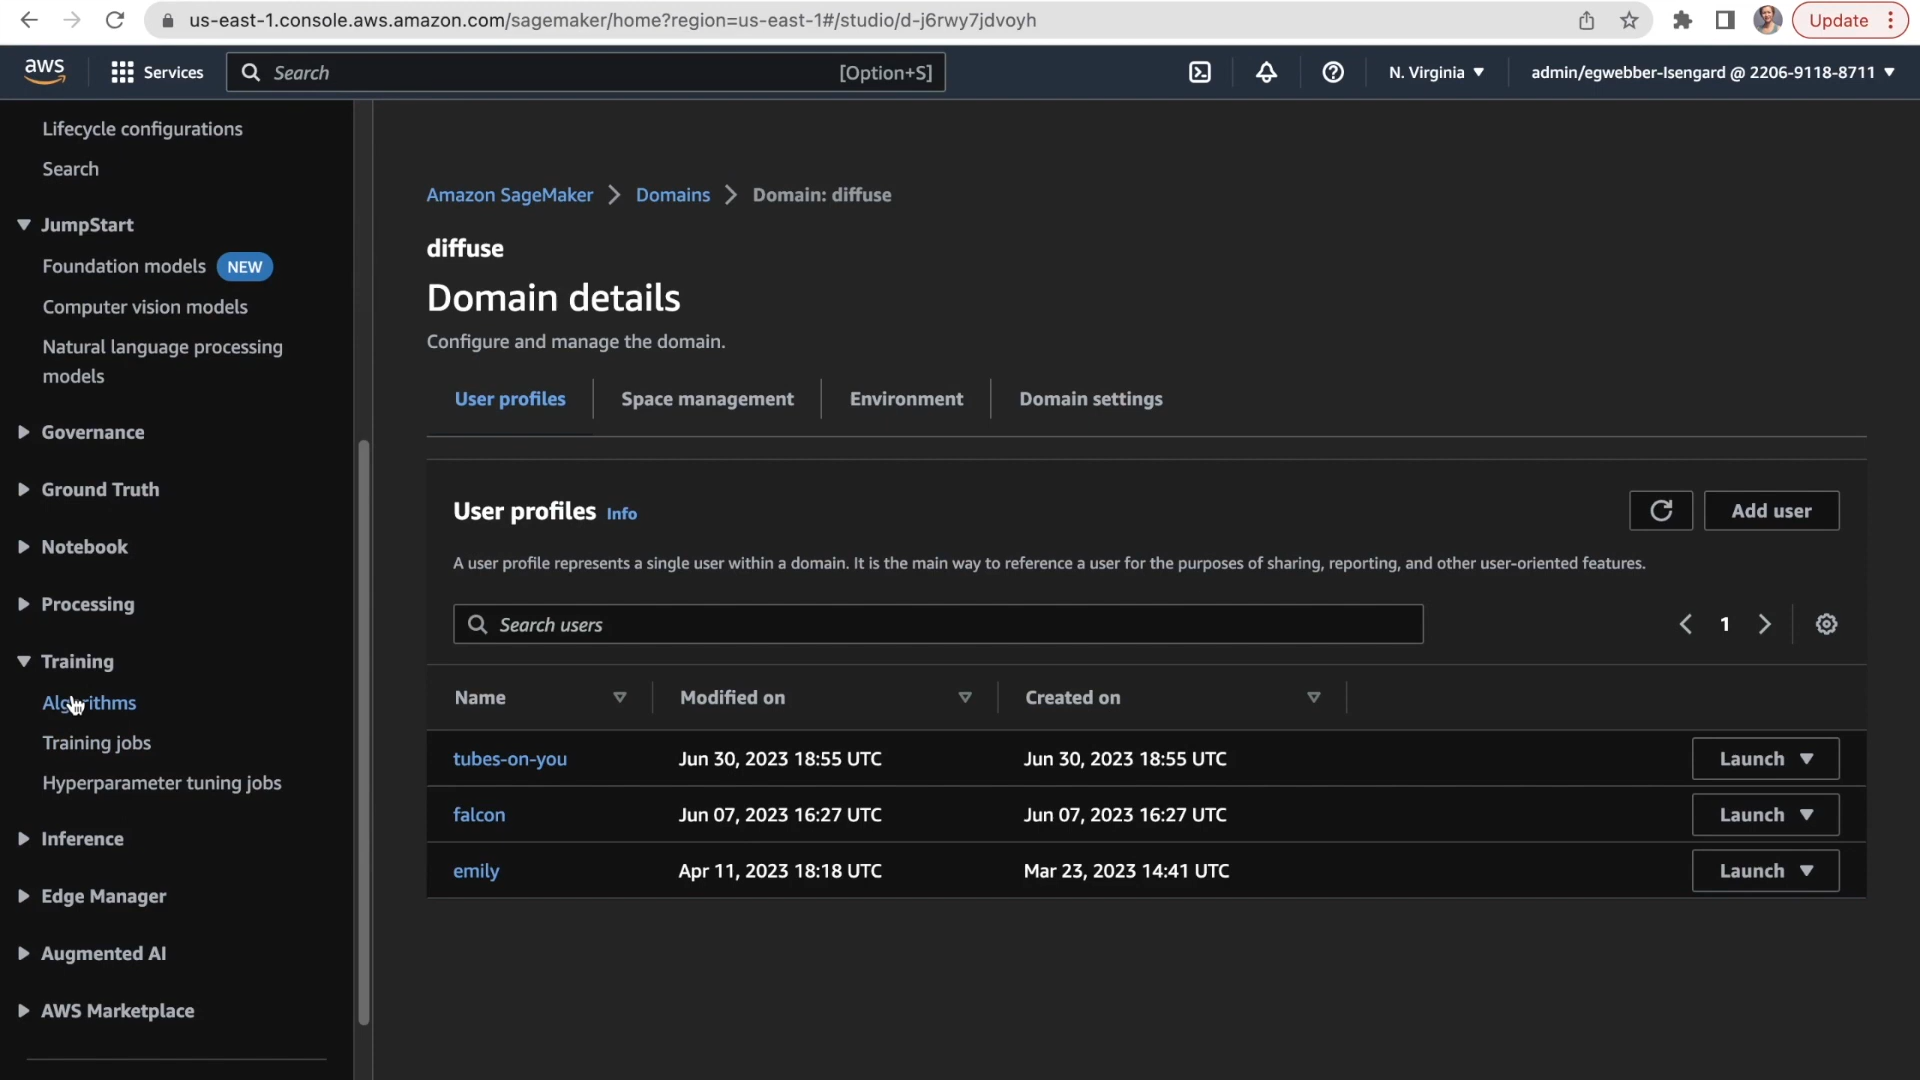 us-east-1.console.aws.amazon.com/sagemaker/home?region=us-east-1#/studio/d-j6rwy7jdvoyh
Update
aws
Services
Search
[Option+S]
N. Virginia
admin/egwebber-Isengard @ 2206-9118-8711
Lifecycle configurations
Search
JumpStart
Foundation models NEW
Computer vision models
Natural language processing
models
Governance
Ground Truth
Notebook
Processing
Training
Algorithms
Training jobs
Hyperparameter tuning jobs
Inference
Edge Manager
Augmented AI
AWS Marketplace
Amazon SageMaker > Domains > Domain: diffuse
diffuse
Domain details
Configure and manage the domain.
User profiles
Space management
Environment
Domain settings
User profiles Info
Add user
A user profile represents a single user within a domain. It is the main way to reference a user for the purposes of sharing, reporting, and other user-oriented features.
Search users
1
Name Modified on Created on
tubes-on-you Jun 30, 2023 18:55 UTC Jun 30, 2023 18:55 UTC Launch
falcon Jun 07, 2023 16:27 UTC Jun 07, 2023 16:27 UTC Launch
emily Apr 11, 2023 18:18 UTC Mar 23, 2023 14:41 UTC Launch